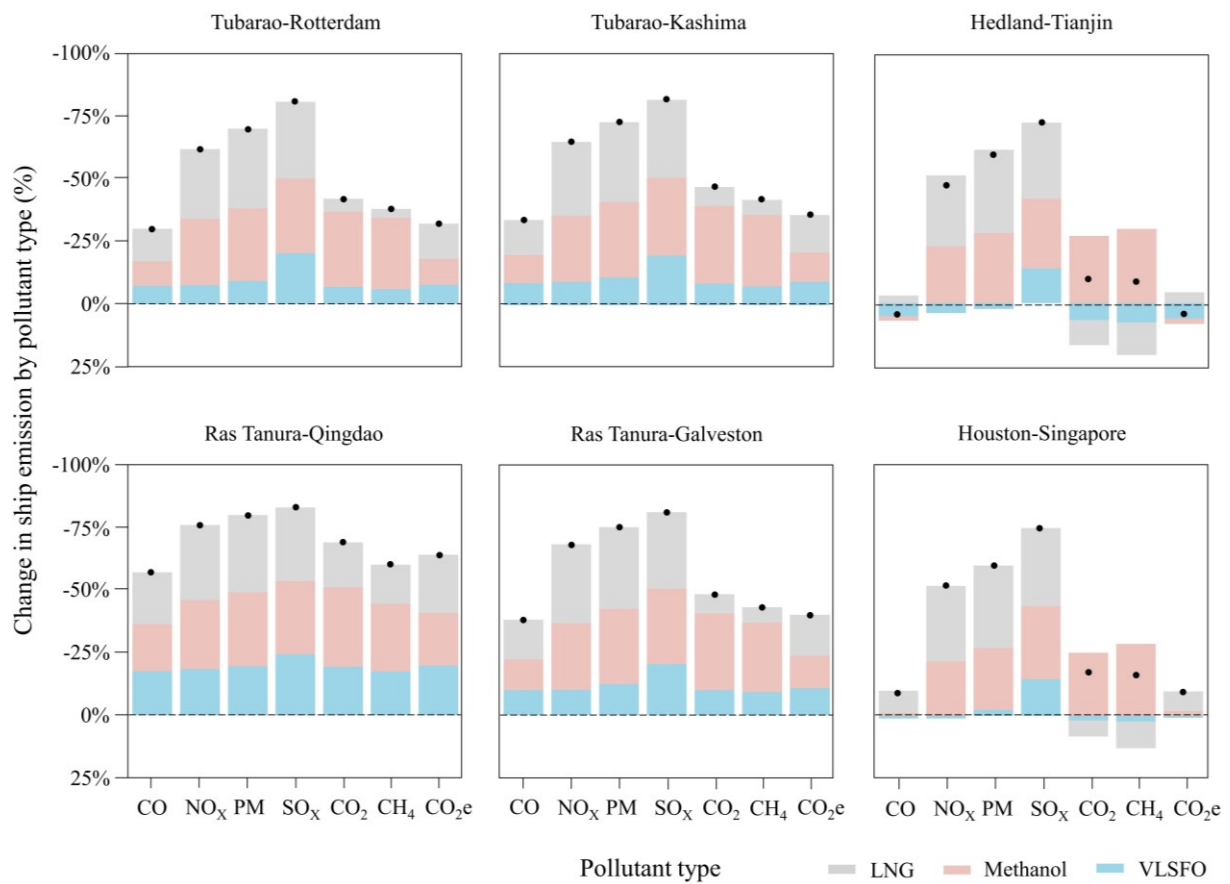 Tubarao-Rotterdam
Tubarao-Kashima
Hedland-Tianjin
Change in ship emission by pollutant type (%)
-100%
-75%
-50%
-25%
0%
25%
Ras Tanura-Qingdao
Ras Tanura-Galveston
Houston-Singapore
-100%
-75%
-50%
-25%
0%
25%
CO NOX PM SOX CO2 CH4 CO2e
CO NOX PM SOX CO2 CH4 CO2e
CO NOX PM SOX CO2 CH4 CO2e
Pollutant type
LNG
Methanol
VLSFO